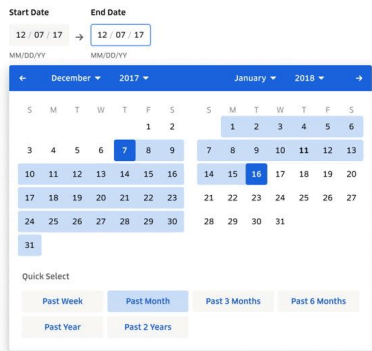 Start Date End Date
12 / 07 / 17 → 12 / 07 / 17
MM/DD/YY MM/DD/YY
← December 2017 January 2018 →
S M T W T F S S M T W T F S
1 2 1 2 3 4 5 6
3 4 5 6 7 8 9 7 8 9 10 11 12 13
10 11 12 13 14 15 16 14 15 16 17 18 19 20
17 18 19 20 21 22 23 21 22 23 24 25 26 27
24 25 26 27 28 29 30 28 29 30 31
31
Quick Select
Past Week Past Month Past 3 Months Past 6 Months
Past Year Past 2 Years